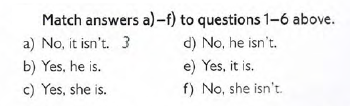 Match answers a)–f) to questions 1–6 above.
a) No, it isn't. 3
d) No, he isn't.
b) Yes, he is.
e) Yes, it is.
c) Yes, she is.
f) No, she isn't.